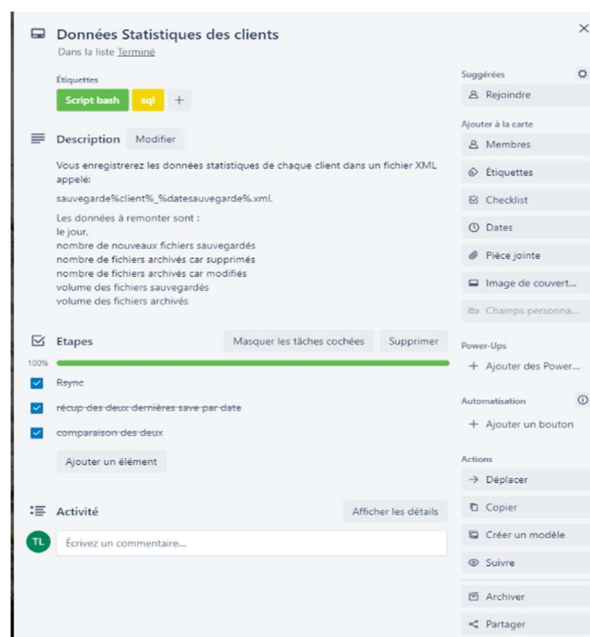 Données Statistiques des clients
Dans la liste Terminé
Étiquettes
Script bash
sql
+
Description
Modifier
Vous enregistrerez les données statistiques de chaque client dans un fichier XML
appelé:
sauvegarde%client%_%datesauvegarde%.xml.
Les données à remonter sont :
le jour,
nombre de nouveaux fichiers sauvegardés
nombre de fichiers archivés car supprimés
nombre de fichiers archivés car modifiés
volume des fichiers sauvegardés
volume des fichiers archivés
Etapes
Masquer les tâches cochées
Supprimer
100%
Rsync
récup des deux dernières save par date
comparaison des deux
Ajouter un élément
Activité
Afficher les détails
TL
Écrivez un commentaire...
Suggérées
Rejoindre
Ajouter à la carte
Membres
Étiquettes
Checklist
Dates
Pièce jointe
Image de couvert...
Champs personna...
Power-Ups
+ Ajouter des Power...
Automatisation
+ Ajouter un bouton
Actions
Déplacer
Copier
Créer un modèle
Suivre
Archiver
Partager